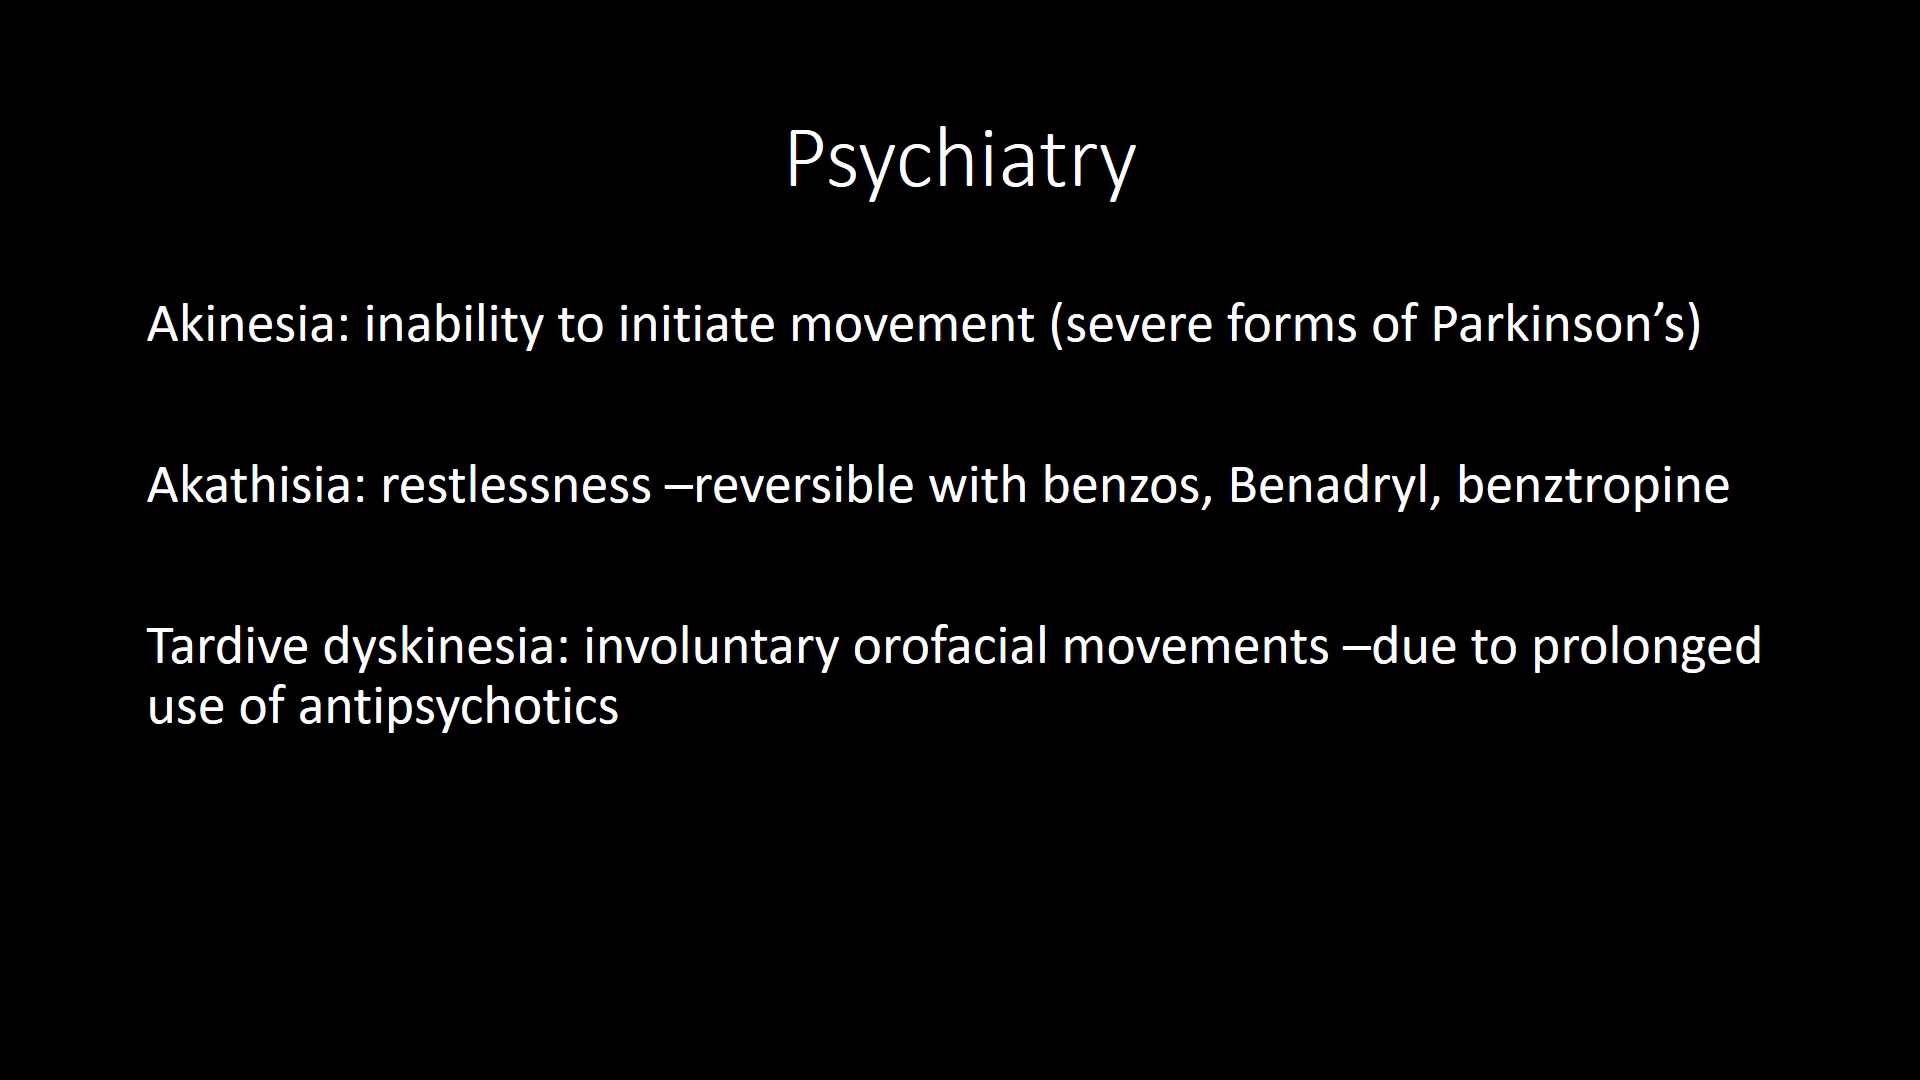 Psychiatry
Akinesia: inability to initiate movement (severe forms of Parkinson’s)
Akathisia: restlessness –reversible with benzos, Benadryl, benztropine
Tardive dyskinesia: involuntary orofacial movements –due to prolonged
use of antipsychotics